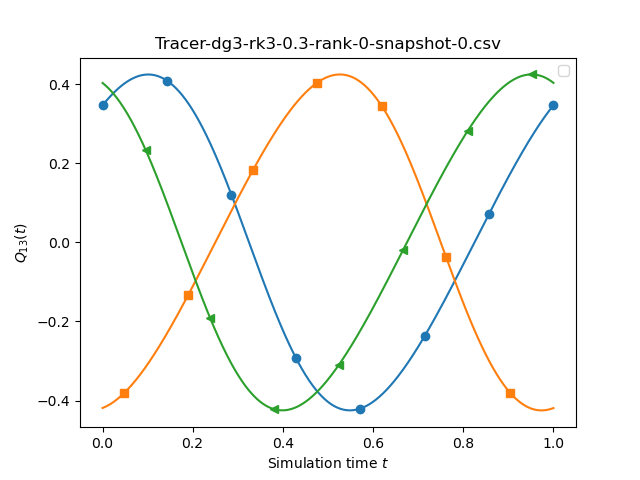 Tracer-dg3-rk3-0.3-rank-0-snapshot-0.csv
0.4
0.2
0.0
−0.2
−0.4
Q₁₃(t)
0.0 0.2 0.4 0.6 0.8 1.0
Simulation time t